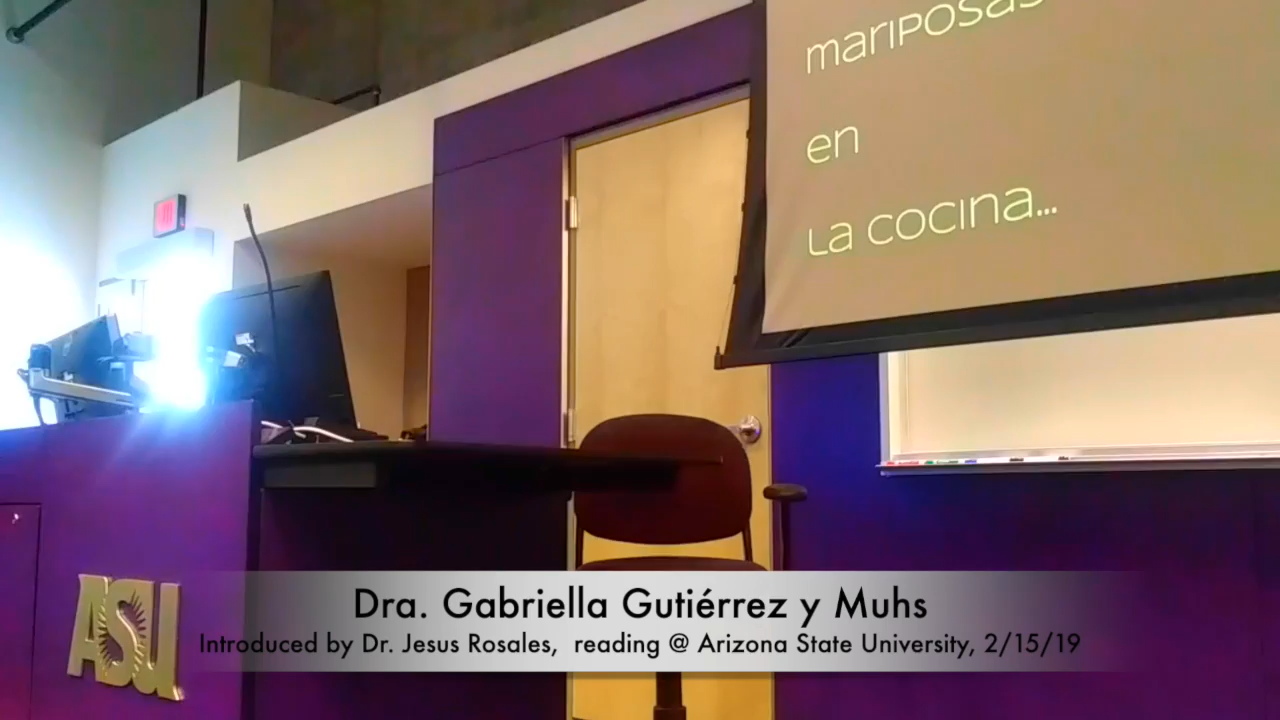 mariposas
en
La cocina...
ASU
Dra. Gabriella Gutiérrez y Muhs
Introduced by Dr. Jesus Rosales, reading @ Arizona State University, 2/15/19